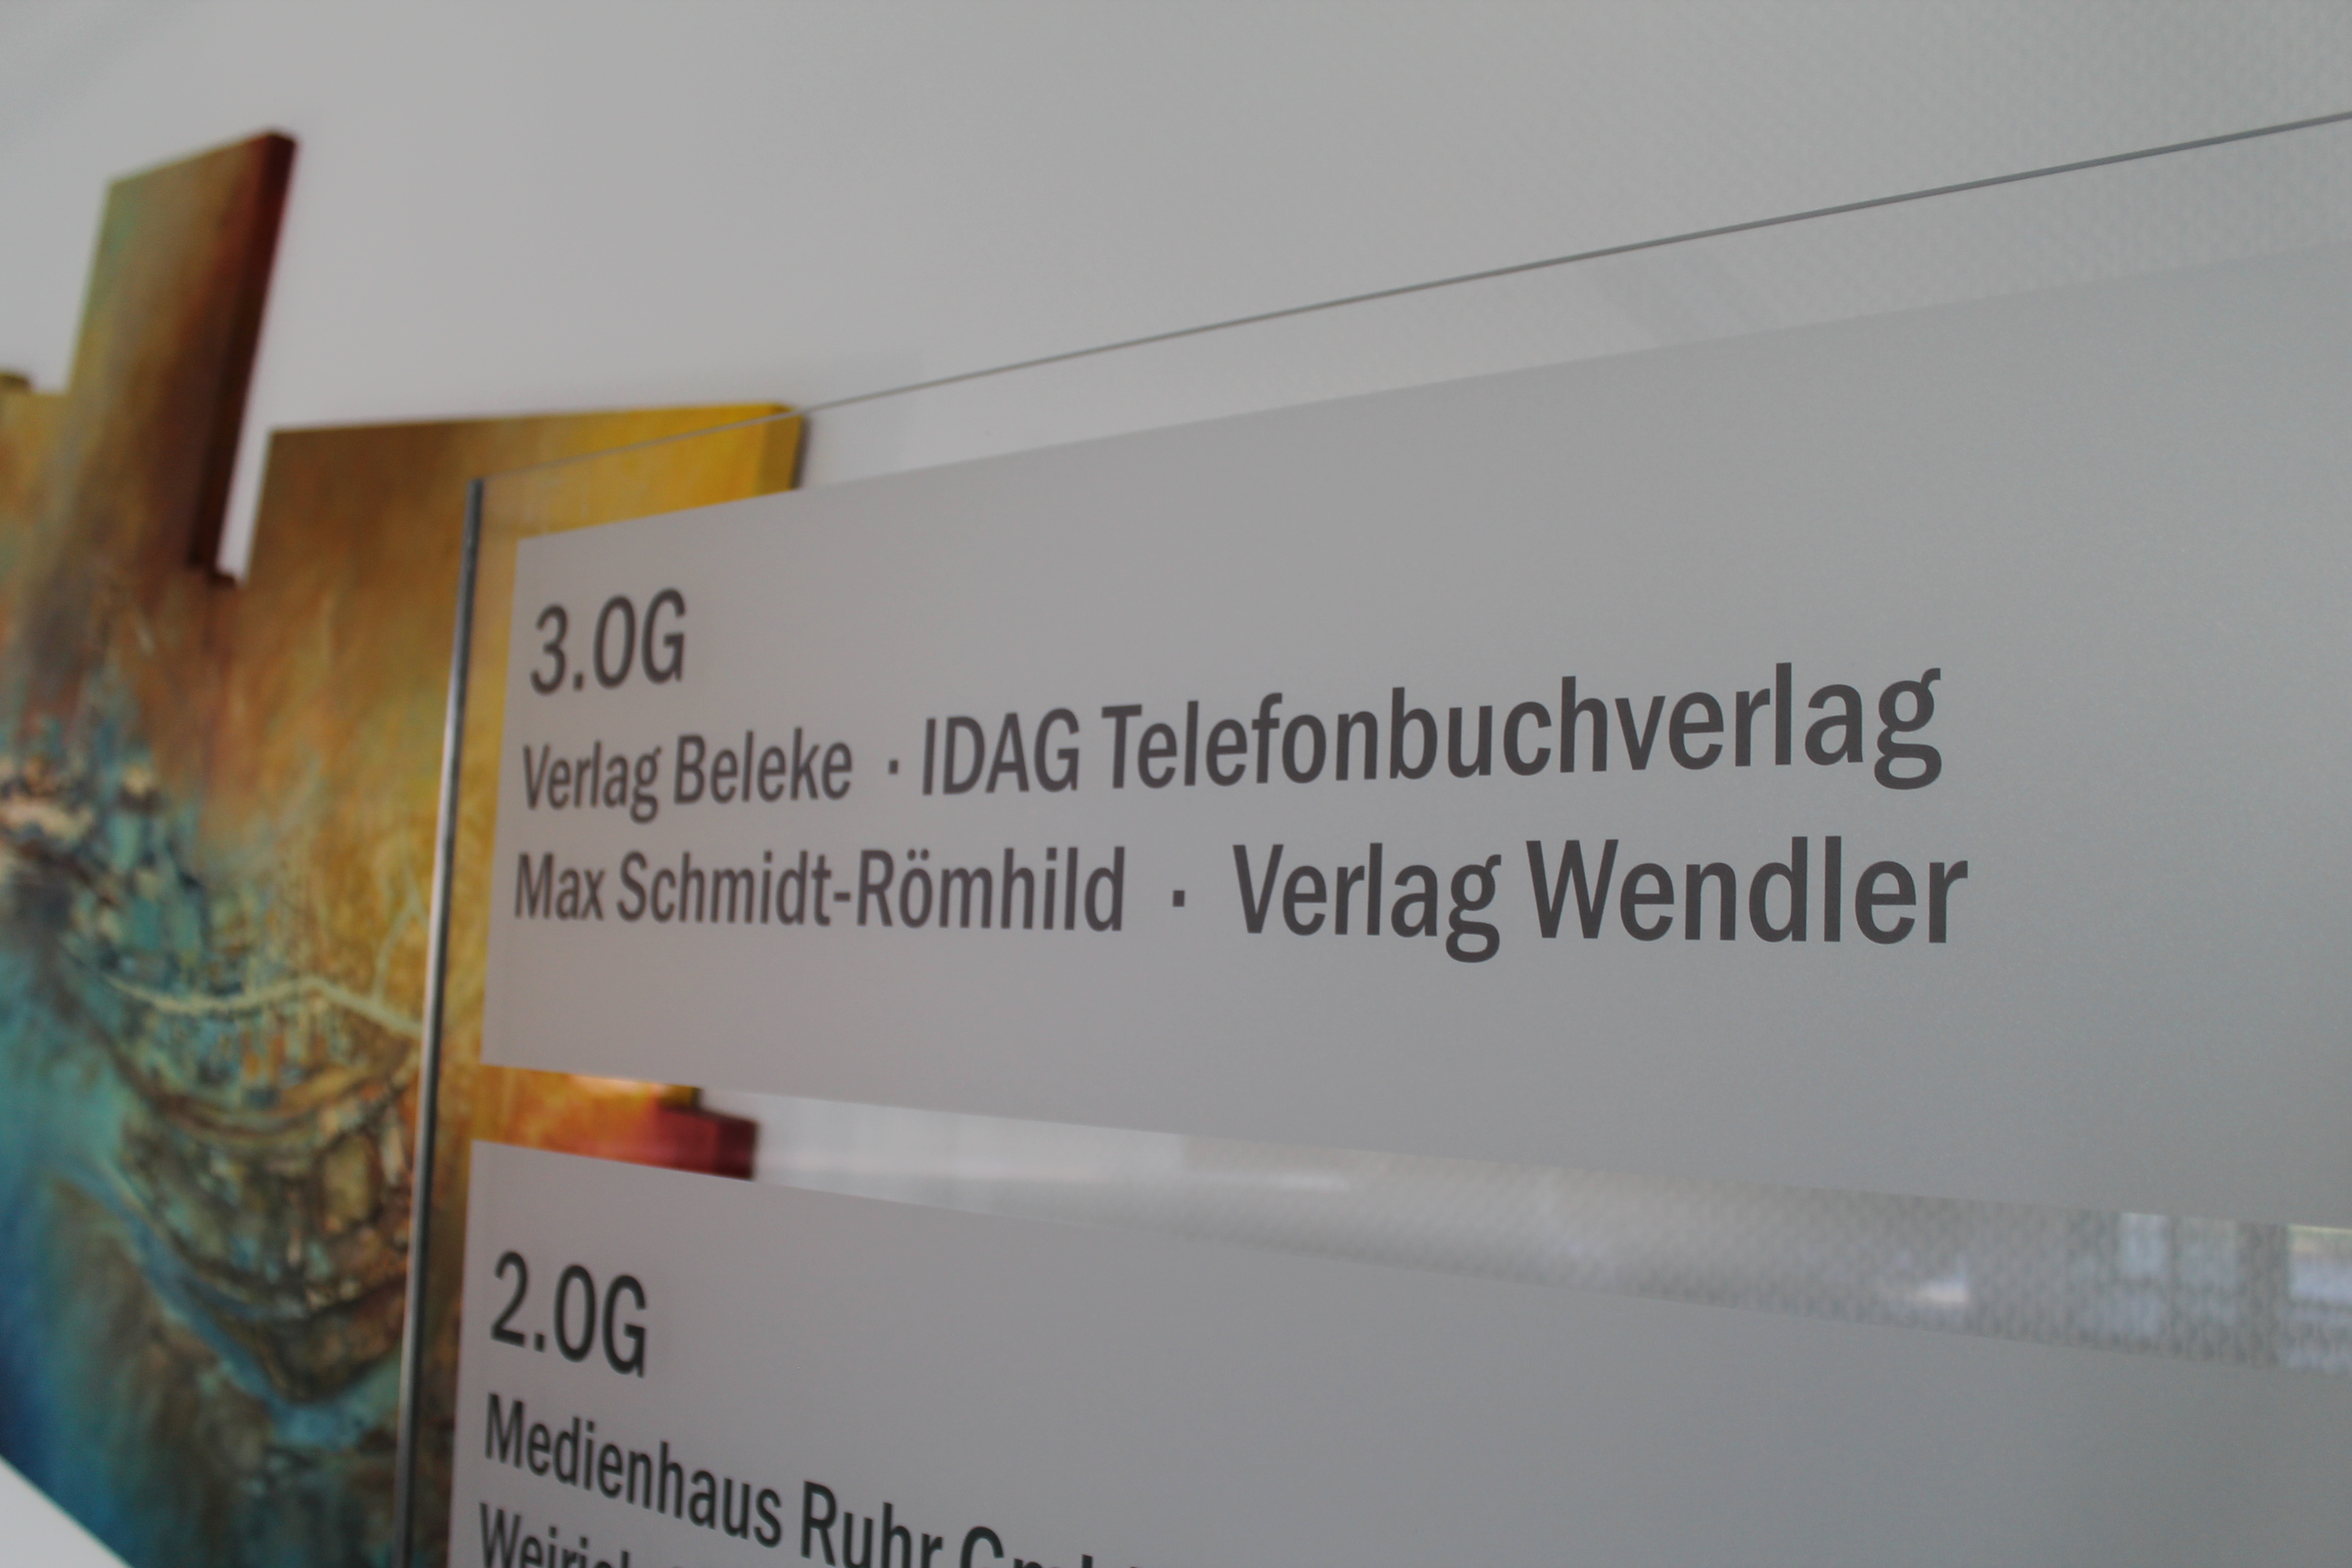 3.OG
Verlag Beleke · IDAG Telefonbuchverlag
Max Schmidt-Römhild · Verlag Wendler
2.OG
Medienhaus Ruhr